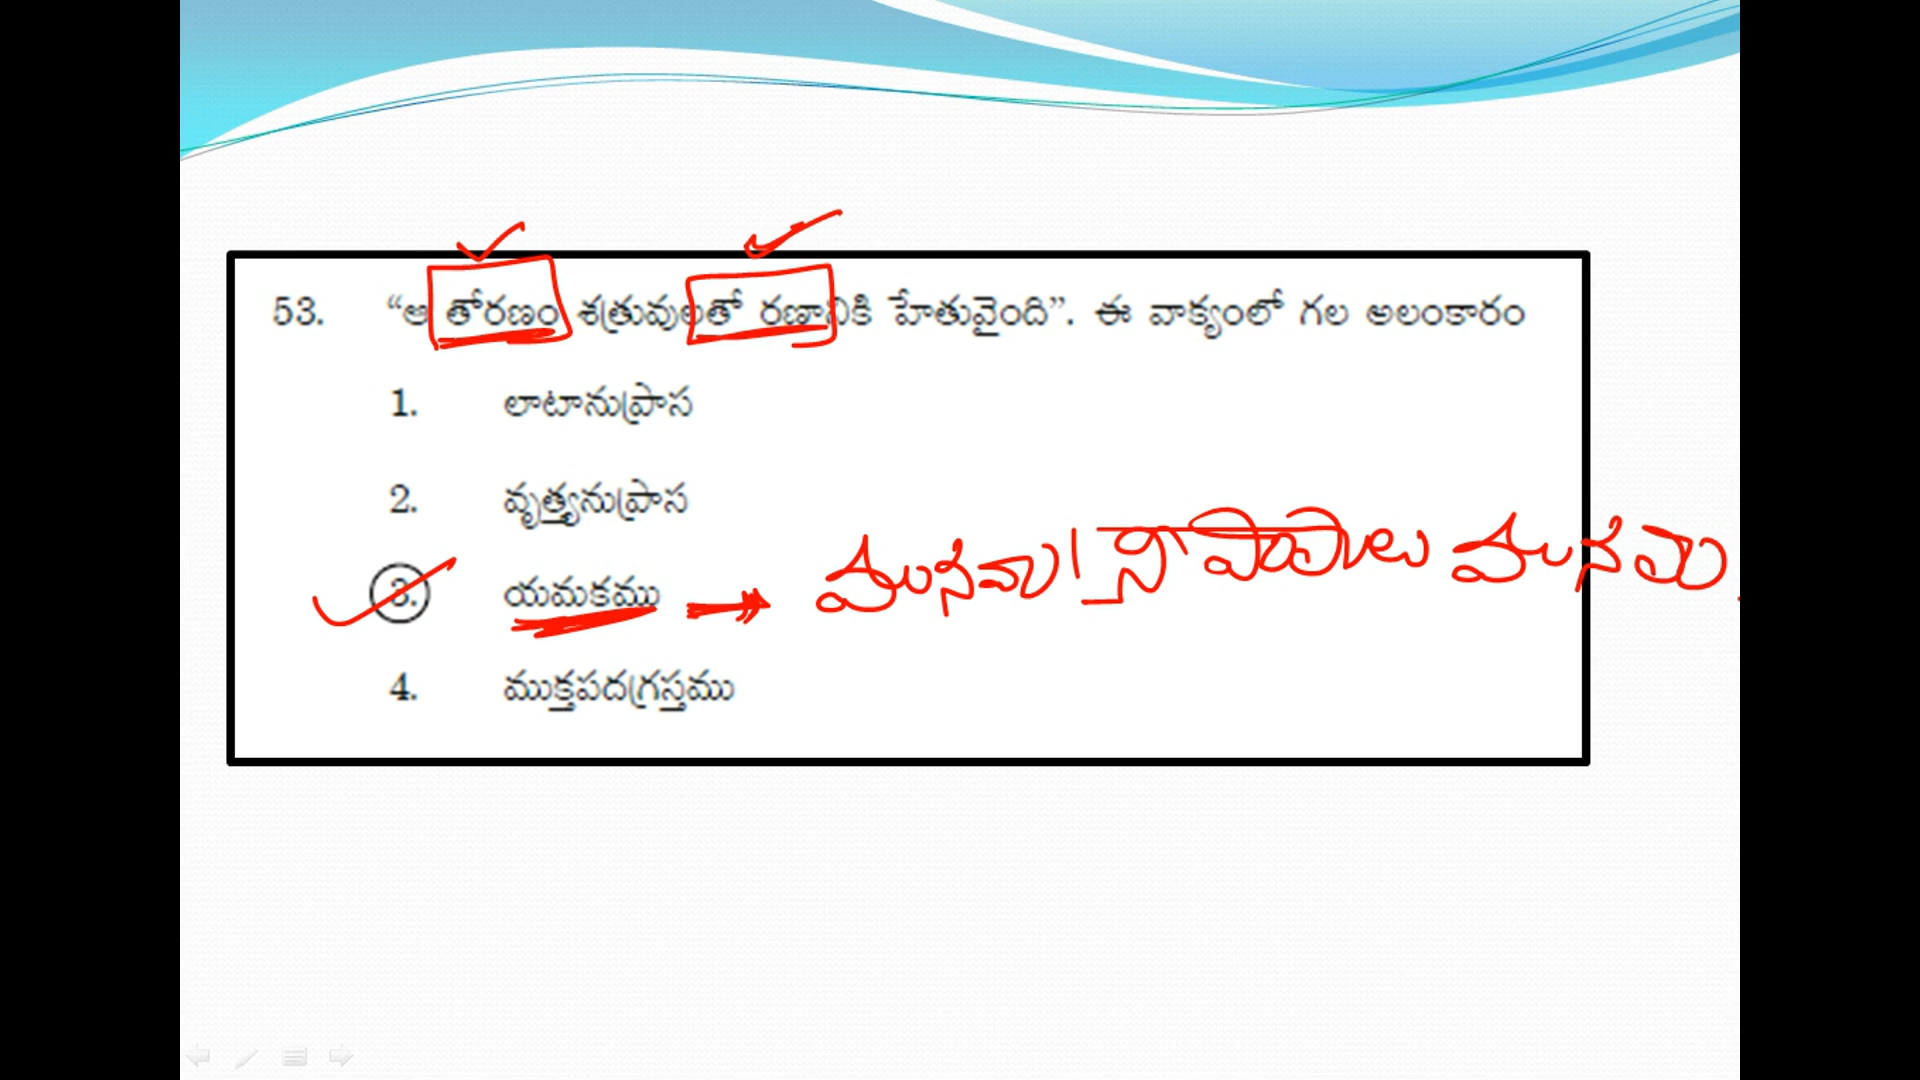 53. “ఆ తోరణం శత్రువులతో రణానికి హేతువైంది”. ఈ వాక్యంలో గల అలంకారం
1. లాటానుప్రాస
2. వృత్త్యనుప్రాస
3. యమకము
4. ముక్తపదగ్రస్తము